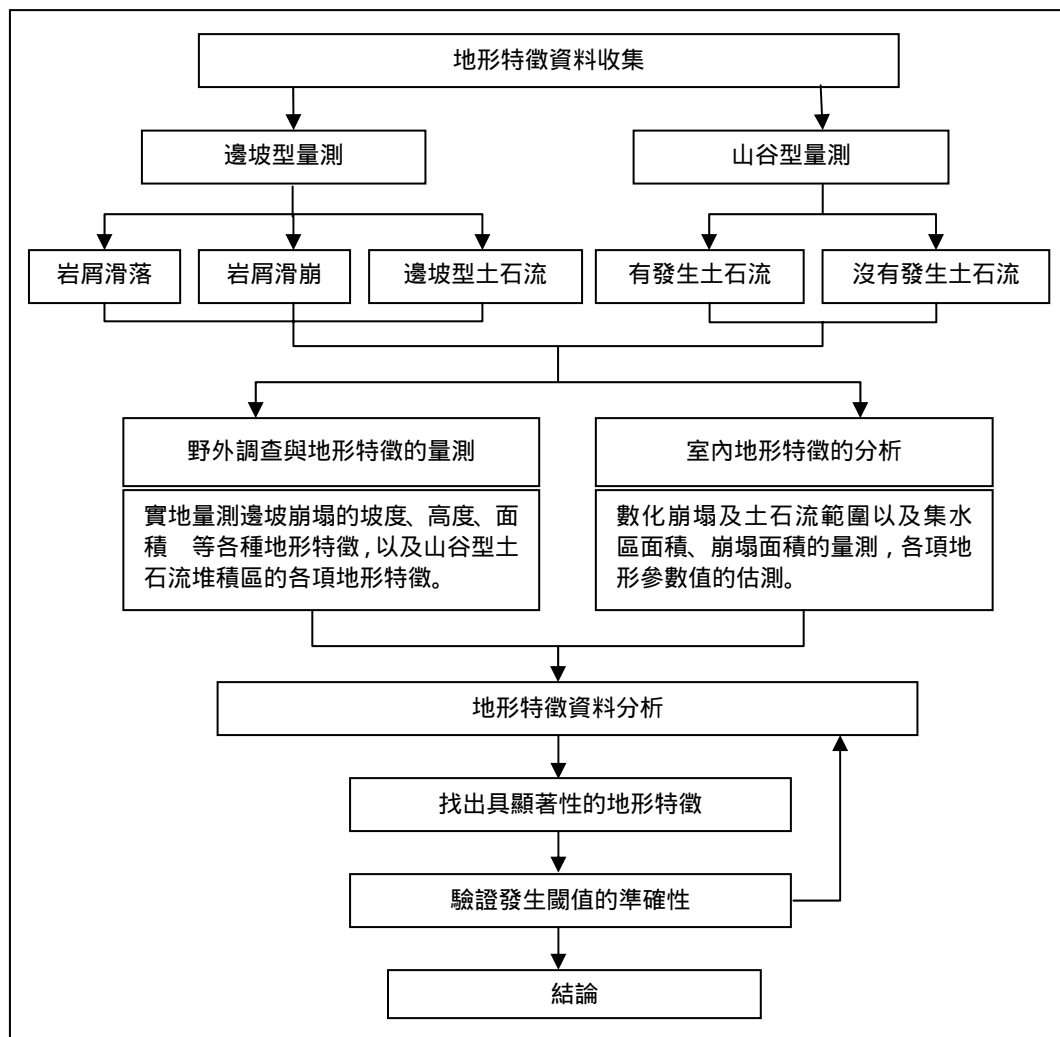 地形特徵資料收集
邊坡型量測
山谷型量測
岩屑滑落
岩屑滑崩
邊坡型土石流
有發生土石流
沒有發生土石流
野外調查與地形特徵的量測
實地量測邊坡崩塌的坡度、高度、面
積　等各種地形特徵,以及山谷型土
石流堆積區的各項地形特徵。
室內地形特徵的分析
數化崩塌及土石流範圍以及集水
區面積、崩塌面積的量測,各項地
形參數值的估測。
地形特徵資料分析
找出具顯著性的地形特徵
驗證發生閾值的準確性
結論